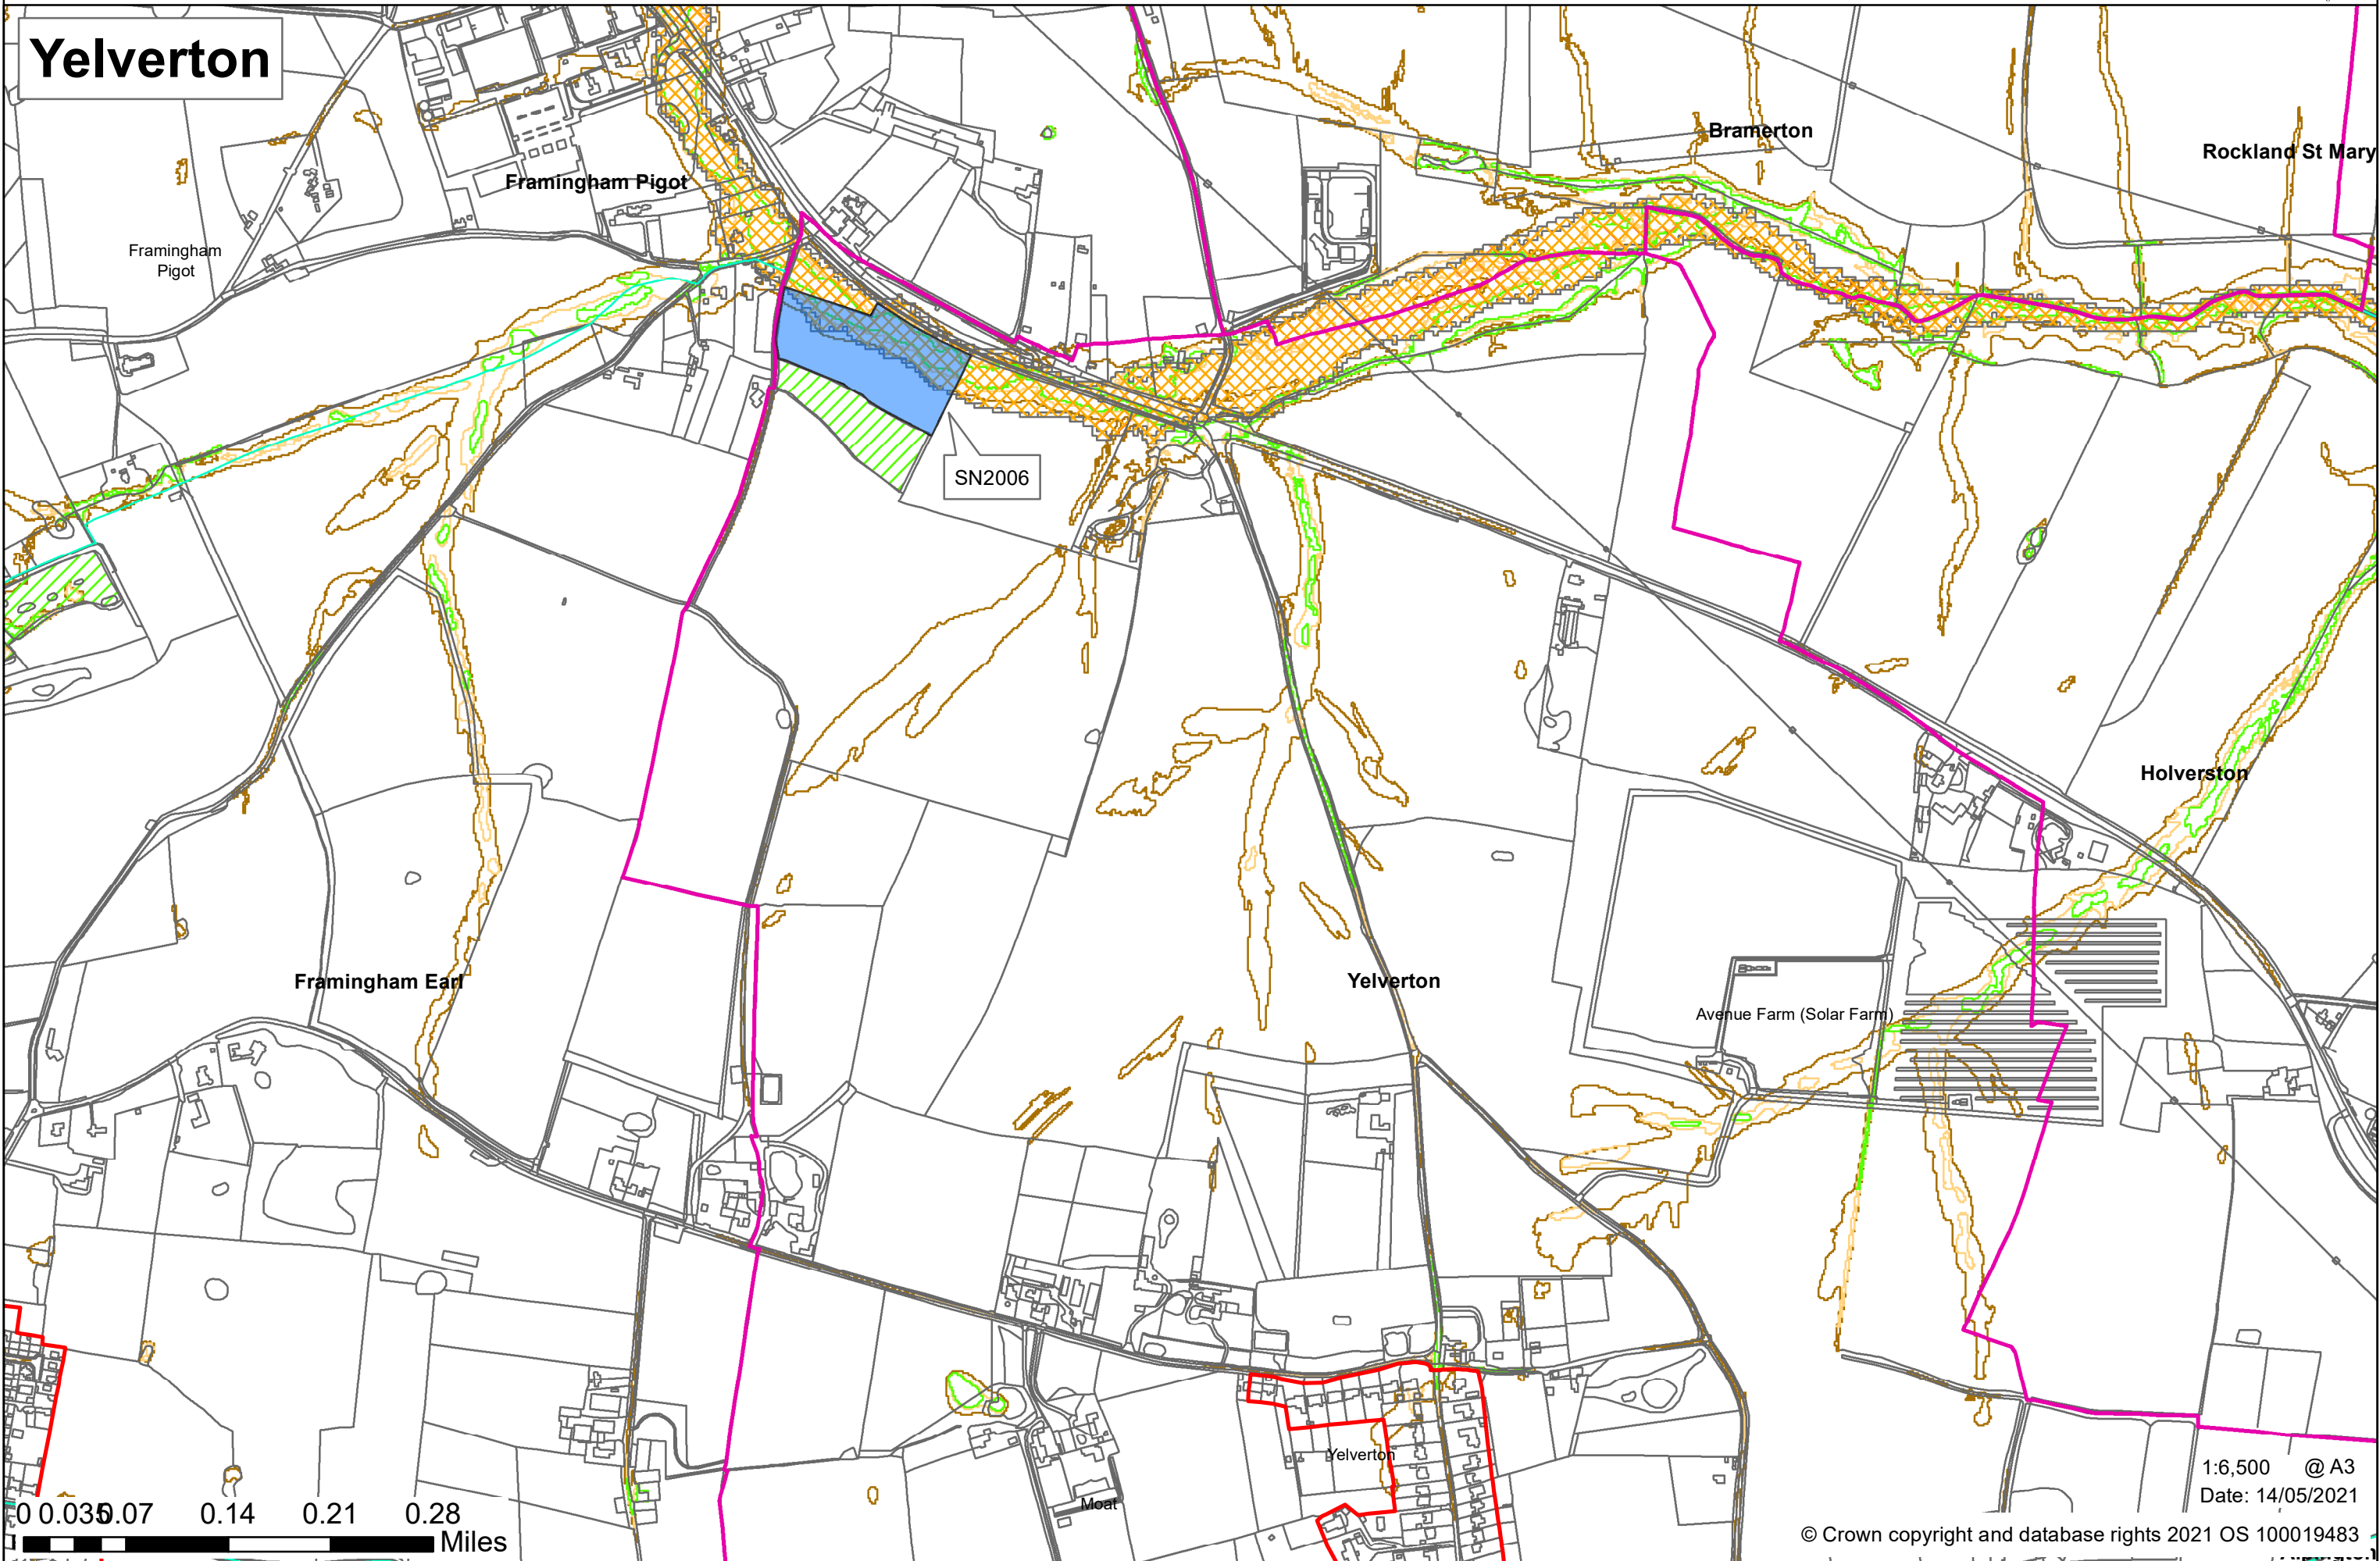 Yelverton
Bramerton
Rockland St Mary
Framingham Pigot
Framingham
Pigot
SN2006
Holverston
Framingham Earl
Yelverton
Avenue Farm (Solar Farm)
Yelverton
Moat
1:6,500 @ A3
Date: 14/05/2021
0 0.035 0.07 0.14 0.21 0.28
Miles
© Crown copyright and database rights 2021 OS 100019483